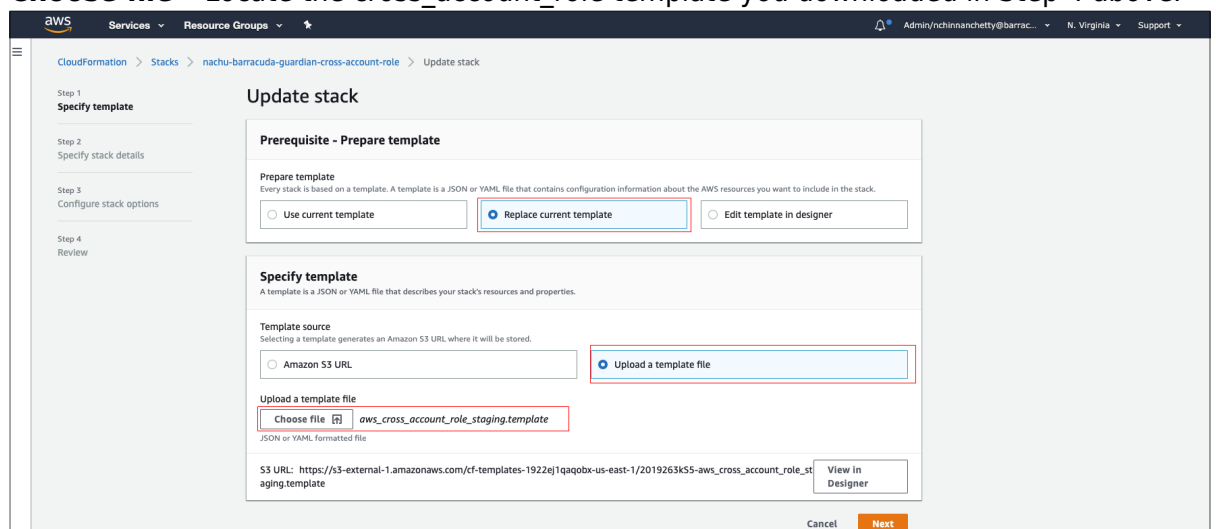 Choose file - Locate the cross_account_role template you downloaded in Step 4 above.
aws Services Resource Groups Admin/nchinnanchetty@barrac... N. Virginia Support
CloudFormation > Stacks > nachu-barracuda-guardian-cross-account-role > Update stack
Step 1
Specify template
Step 2
Specify stack details
Step 3
Configure stack options
Step 4
Review
Update stack
Prerequisite - Prepare template
Prepare template
Every stack is based on a template. A template is a JSON or YAML file that contains configuration information about the AWS resources you want to include in the stack.
Use current template Replace current template Edit template in designer
Specify template
A template is a JSON or YAML file that describes your stack's resources and properties.
Template source
Selecting a template generates an Amazon S3 URL where it will be stored.
Amazon S3 URL Upload a template file
Upload a template file
Choose file aws_cross_account_role_staging.template
JSON or YAML formatted file
S3 URL: https://s3-external-1.amazonaws.com/cf-templates-1922ej1qaqobx-us-east-1/2019263kS5-aws_cross_account_role_st
aging.template
View in
Designer
Cancel Next